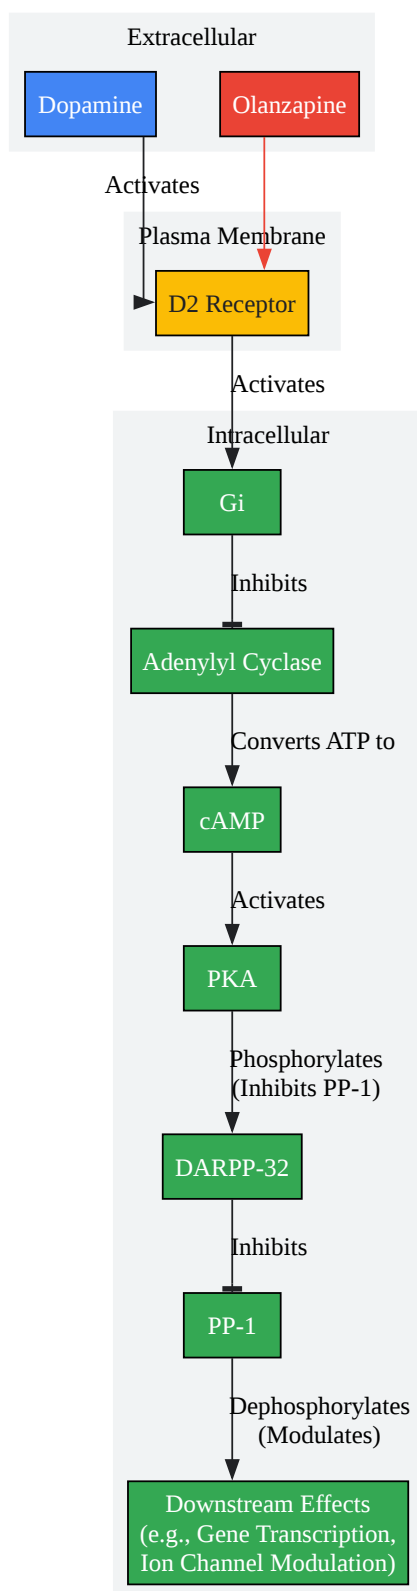 Extracellular
Dopamine
Olanzapine
Activates
Plasma Membrane
D2 Receptor
Activates
Intracellular
Gi
Inhibits
Adenylyl Cyclase
Converts ATP to
cAMP
Activates
PKA
Phosphorylates
(Inhibits PP-1)
DARPP-32
Inhibits
PP-1
Dephosphorylates
(Modulates)
Downstream Effects
(e.g., Gene Transcription,
Ion Channel Modulation)